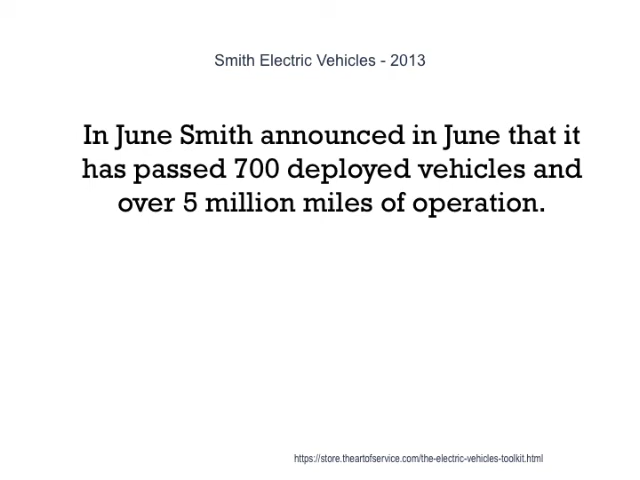 Smith Electric Vehicles - 2013
In June Smith announced in June that it
has passed 700 deployed vehicles and
over 5 million miles of operation.
https://store.theartofservice.com/the-electric-vehicles-toolkit.html